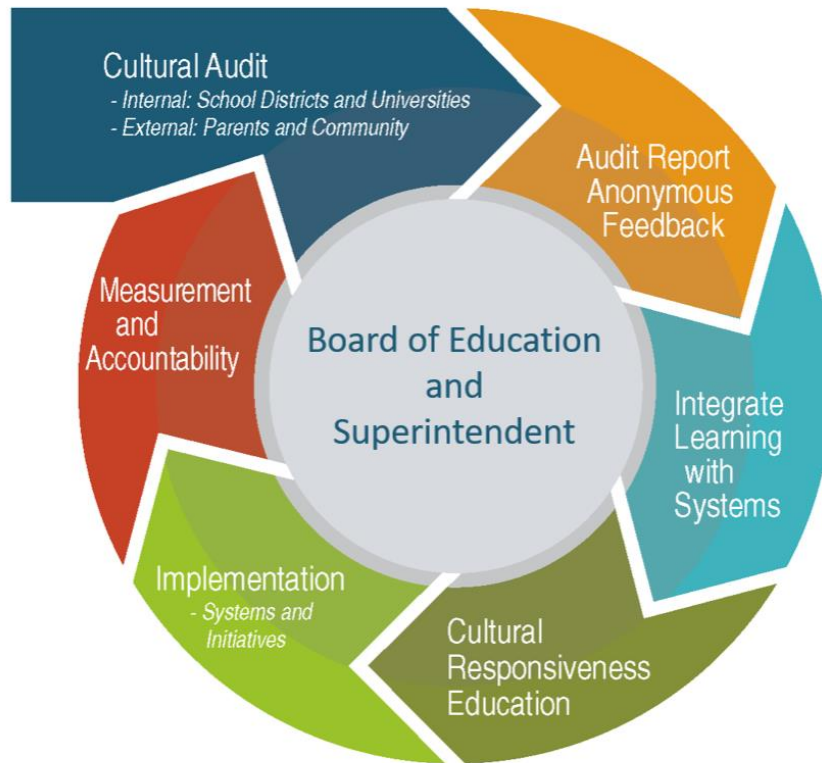 Cultural Audit
- Internal: School Districts and Universities
- External: Parents and Community
Audit Report
Anonymous
Feedback
Integrate
Learning
with
Systems
Cultural
Responsiveness
Education
Implementation
- Systems and
Initiatives
Measurement
and
Accountability
Board of Education
and
Superintendent